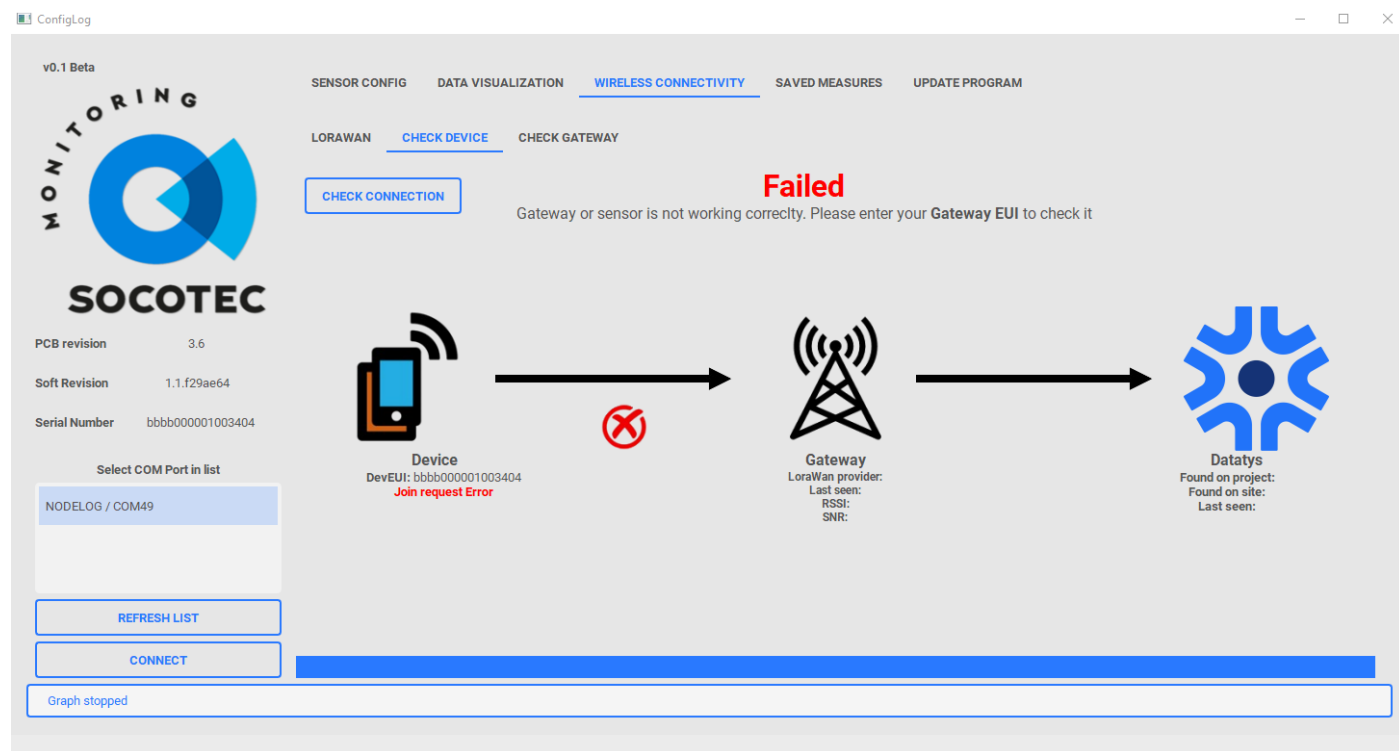 ConfigLog
v0.1 Beta
MONITORING
SOCOTEC
PCB revision 3.6
Soft Revision 1.1.f29ae64
Serial Number bbbb000001003404
Select COM Port in list
NODELOG / COM49
REFRESH LIST
CONNECT
SENSOR CONFIG DATA VISUALIZATION WIRELESS CONNECTIVITY SAVED MEASURES UPDATE PROGRAM
LORAWAN CHECK DEVICE CHECK GATEWAY
CHECK CONNECTION
Failed
Gateway or sensor is not working correclty. Please enter your Gateway EUI to check it
Device
DevEUI: bbbb000001003404
Join request Error
Gateway
LoraWan provider:
Last seen:
RSSI:
SNR:
Datatys
Found on project:
Found on site:
Last seen:
Graph stopped